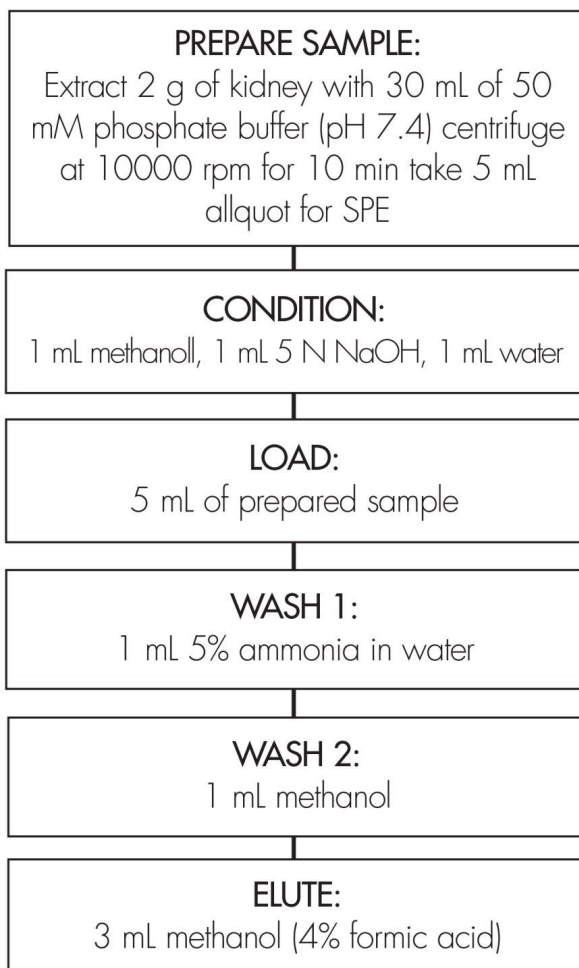 PREPARE SAMPLE:
Extract 2 g of kidney with 30 mL of 50
mM phosphate buffer (pH 7.4) centrifuge
at 10000 rpm for 10 min take 5 mL
allquot for SPE
CONDITION:
1 mL methanoll, 1 mL 5 N NaOH, 1 mL water
LOAD:
5 mL of prepared sample
WASH 1:
1 mL 5% ammonia in water
WASH 2:
1 mL methanol
ELUTE:
3 mL methanol (4% formic acid)